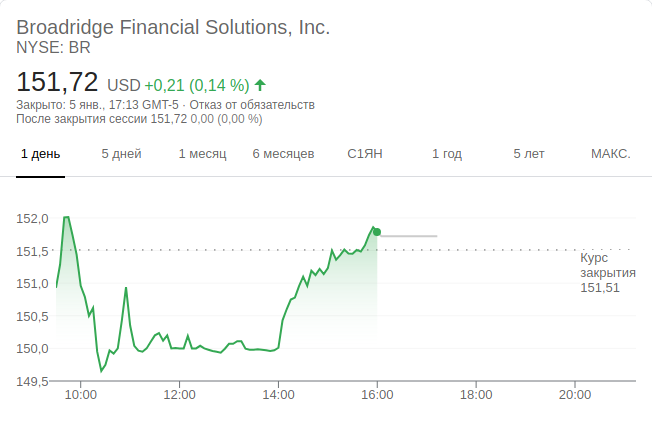 Broadridge Financial Solutions, Inc.
NYSE: BR
151,72 USD +0,21 (0,14 %)
Закрыто: 5 янв., 17:13 GMT-5 · Отказ от обязательств
После закрытия сессии 151,72 0,00 (0,00 %)
1 день 5 дней 1 месяц 6 месяцев С1ЯН 1 год 5 лет МАКС.
152,0
151,5
Курс
закрытия
151,51
151,0
150,5
150,0
149,5
10:00 12:00 14:00 16:00 18:00 20:00